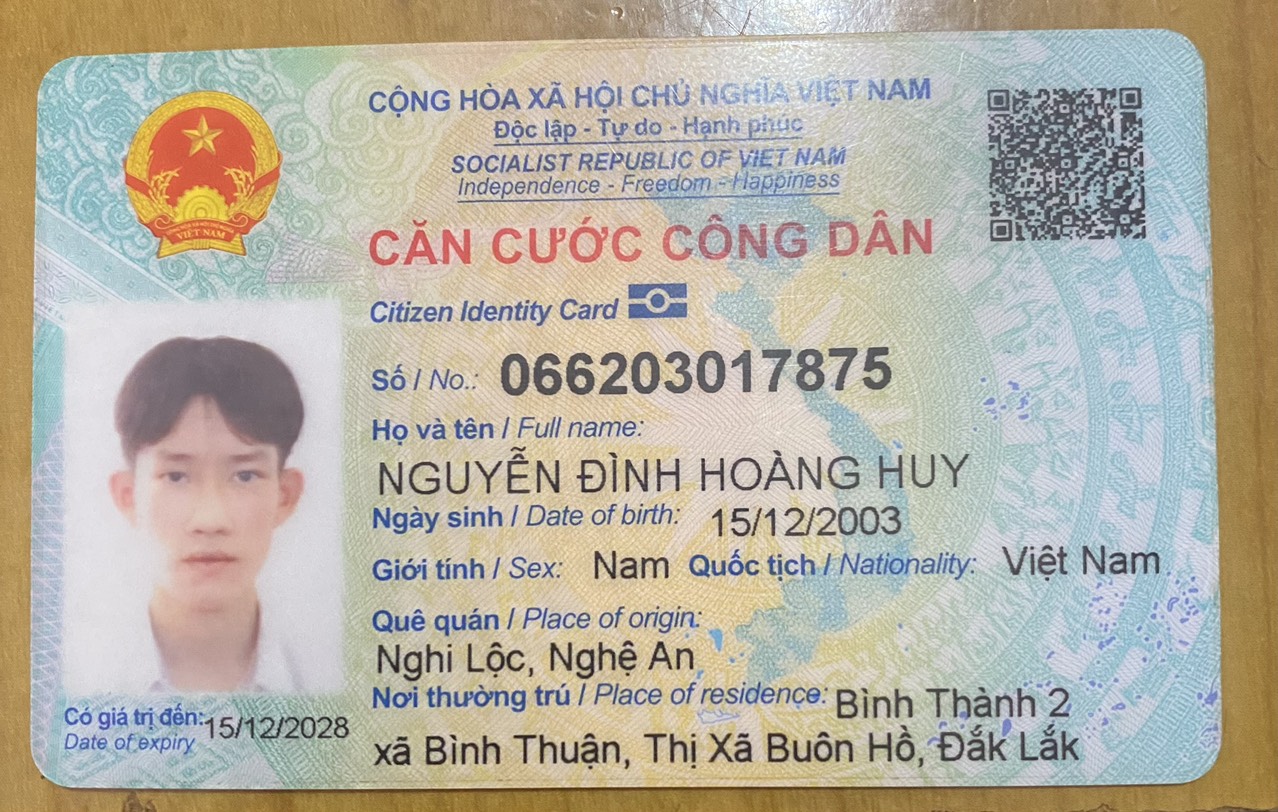 CỘNG HÒA XÃ HỘI CHỦ NGHĨA VIỆT NAM
Độc lập - Tự do - Hạnh phúc
SOCIALIST REPUBLIC OF VIET NAM
Independence - Freedom - Happiness
CĂN CƯỚC CÔNG DÂN
Citizen Identity Card
Số / No.: 066203017875
Họ và tên / Full name:
NGUYỄN ĐÌNH HOÀNG HUY
Ngày sinh / Date of birth: 15/12/2003
Giới tính / Sex: Nam Quốc tịch / Nationality: Việt Nam
Quê quán / Place of origin:
Nghi Lộc, Nghệ An
Nơi thường trú / Place of residence: Bình Thành 2
xã Bình Thuận, Thị Xã Buôn Hồ, Đắk Lắk
Có giá trị đến: 15/12/2028
Date of expiry
VIỆT NAM